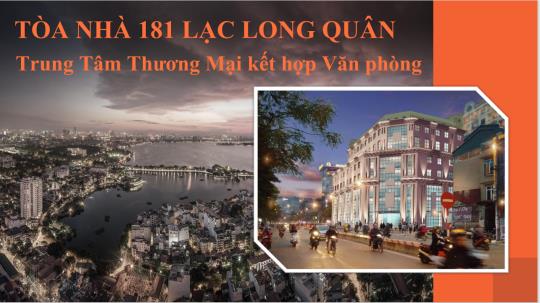 TÒA NHÀ 181 LẠC LONG QUÂN
Trung Tâm Thương Mại kết hợp Văn phòng